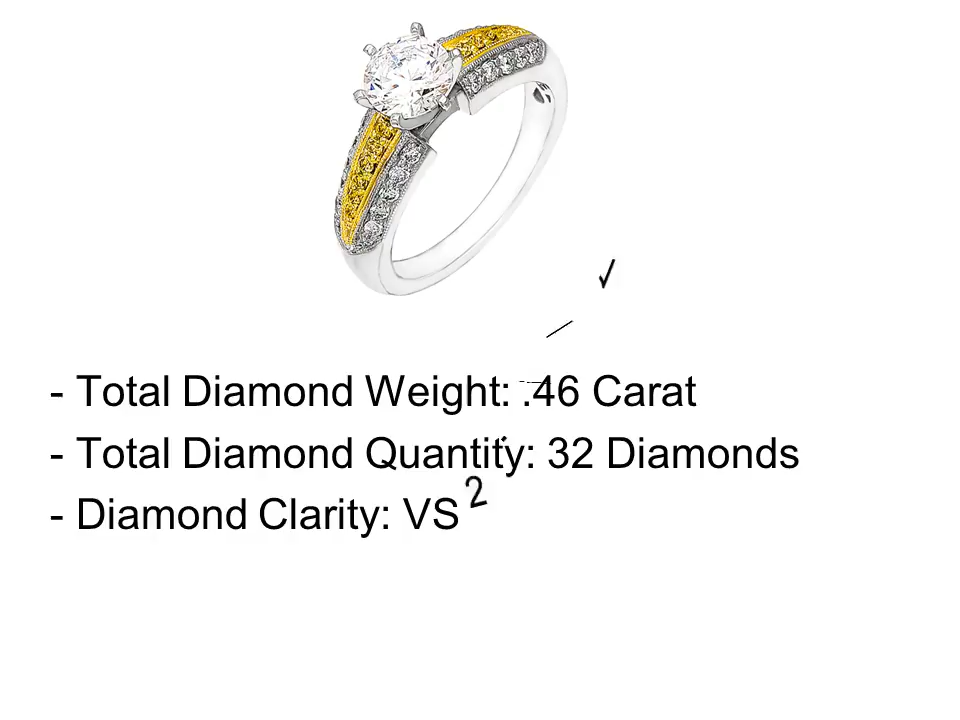 ✓
- Total Diamond Weight: .46 Carat
- Total Diamond Quantity: 32 Diamonds
- Diamond Clarity: VS 2